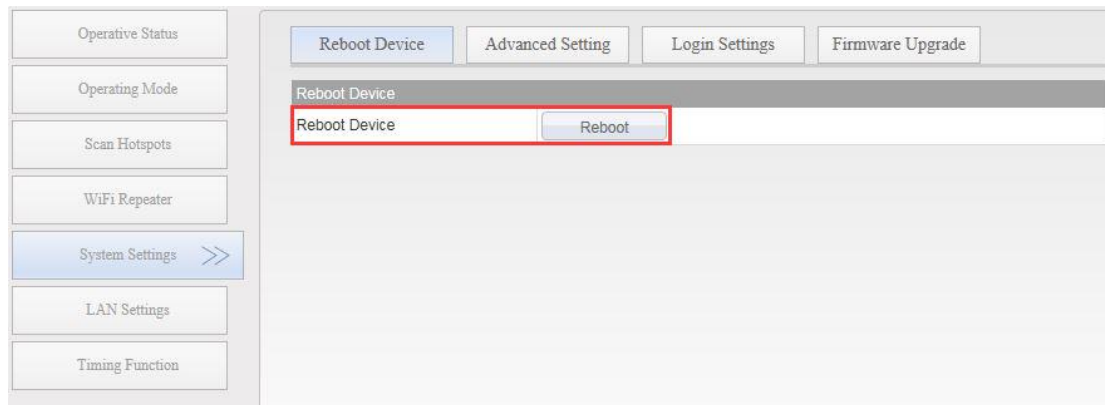 Operative Status
Operating Mode
Scan Hotspots
WiFi Repeater
System Settings >>
LAN Settings
Timing Function
Reboot Device Advanced Setting Login Settings Firmware Upgrade
Reboot Device
Reboot Device Reboot